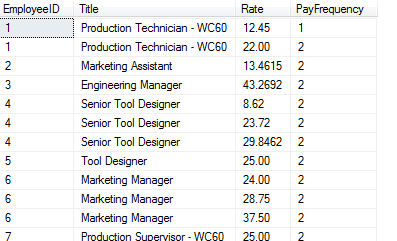 EmployeeID Title Rate PayFrequency
1 Production Technician - WC60 12.45 1
1 Production Technician - WC60 22.00 2
2 Marketing Assistant 13.4615 2
3 Engineering Manager 43.2692 2
4 Senior Tool Designer 8.62 2
4 Senior Tool Designer 23.72 2
4 Senior Tool Designer 29.8462 2
5 Tool Designer 25.00 2
6 Marketing Manager 24.00 2
6 Marketing Manager 28.75 2
6 Marketing Manager 37.50 2
7 Production Supervisor - WC60 25.00 2